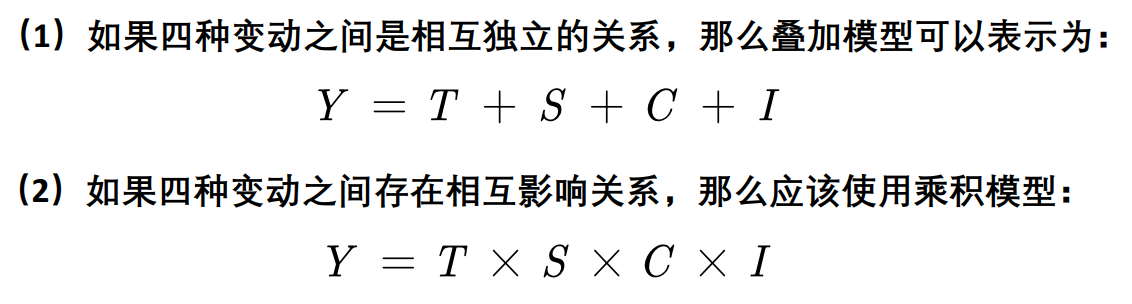 （1）如果四种变动之间是相互独立的关系，那么叠加模型可以表示为：
Y = T + S + C + I
（2）如果四种变动之间存在相互影响关系，那么应该使用乘积模型：
Y = T × S × C × I